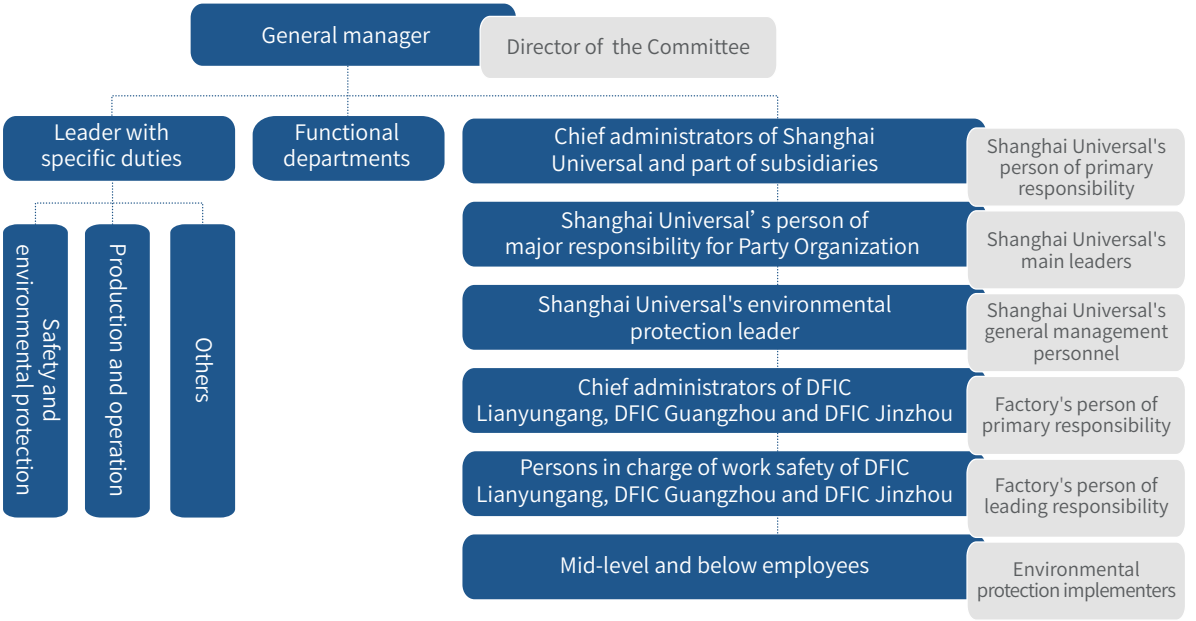 General manager
Director of the Committee
Leader with
specific duties
Functional
departments
Safety and
environmental protection
Production and operation
Others
Chief administrators of Shanghai
Universal and part of subsidiaries
Shanghai Universal's
person of primary
responsibility
Shanghai Universal’s person of
major responsibility for Party Organization
Shanghai Universal's
main leaders
Shanghai Universal's environmental
protection leader
Shanghai Universal's
general management
personnel
Chief administrators of DFIC
Lianyungang, DFIC Guangzhou and DFIC Jinzhou
Factory's person of
primary responsibility
Persons in charge of work safety of DFIC
Lianyungang, DFIC Guangzhou and DFIC Jinzhou
Factory's person of
leading responsibility
Mid-level and below employees
Environmental
protection implementers